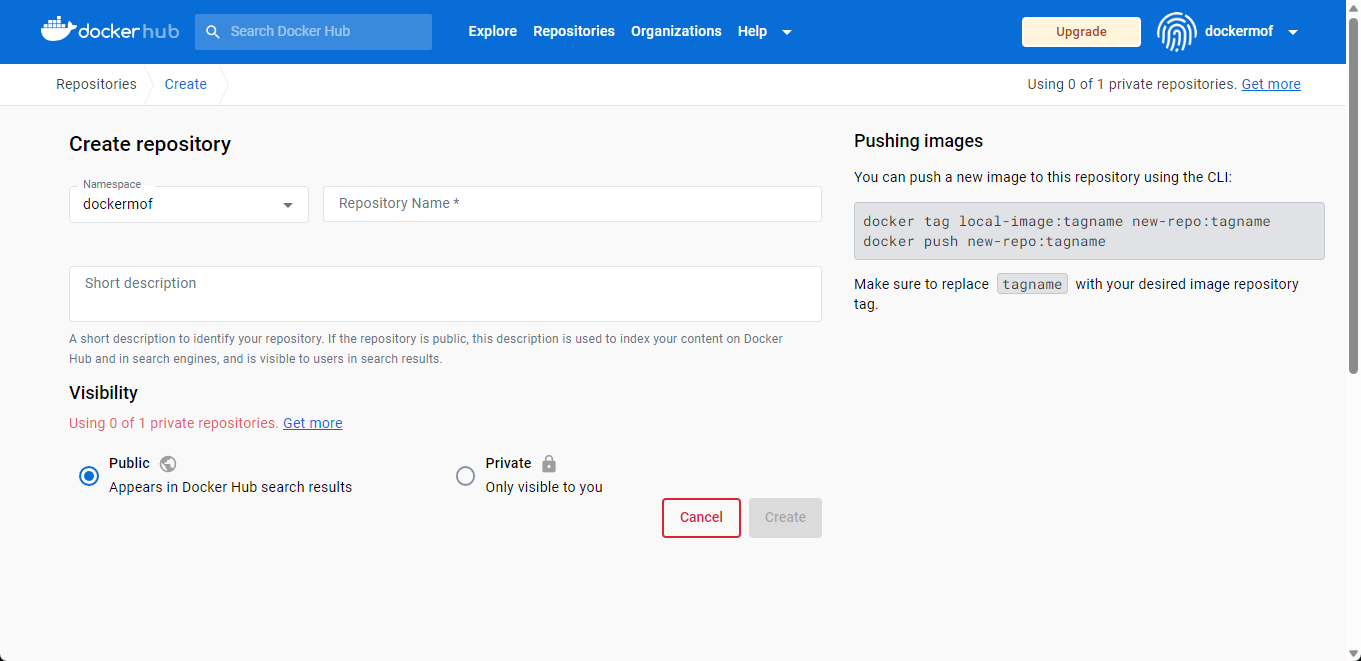 dockerhub
Search Docker Hub
Explore
Repositories
Organizations
Help
Upgrade
dockermof
Repositories
Create
Using 0 of 1 private repositories. Get more
Create repository
Namespace
dockermof
Repository Name *
Short description
A short description to identify your repository. If the repository is public, this description is used to index your content on Docker
Hub and in search engines, and is visible to users in search results.
Visibility
Using 0 of 1 private repositories. Get more
Public
Appears in Docker Hub search results
Private
Only visible to you
Cancel
Create
Pushing images
You can push a new image to this repository using the CLI:
docker tag local-image:tagname new-repo:tagname
docker push new-repo:tagname
Make sure to replace tagname with your desired image repository
tag.